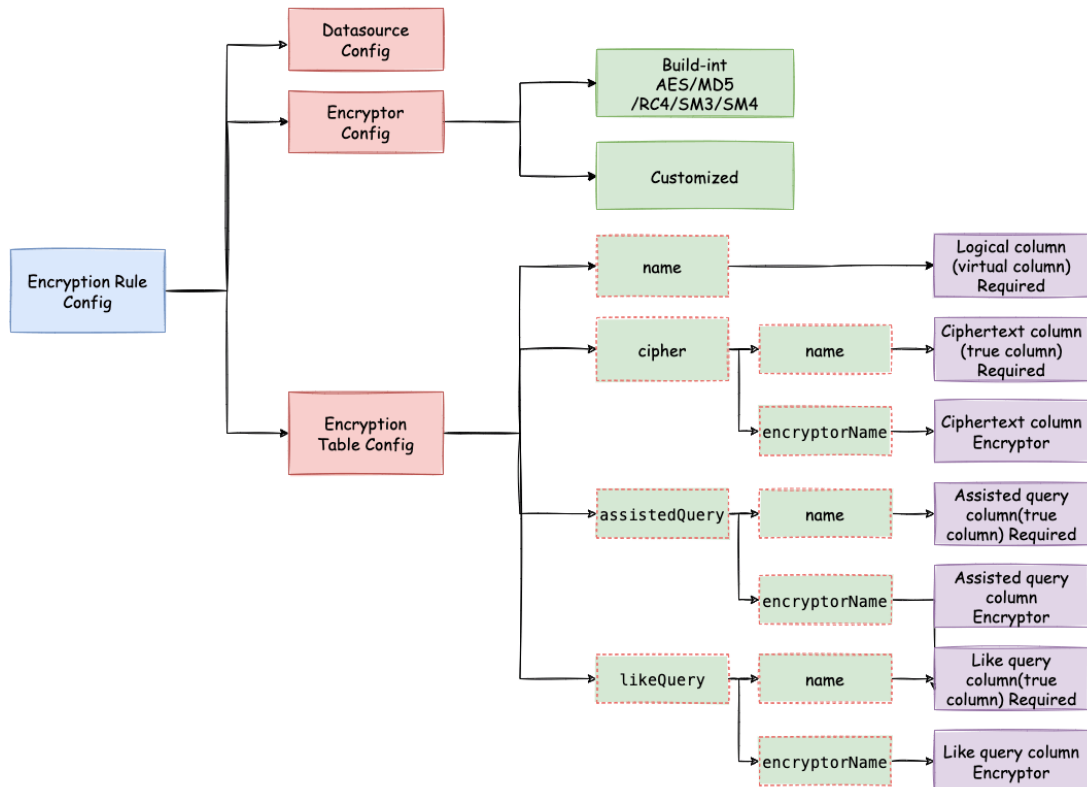 Datasource
Config
Encryptor
Config
Build-int
AES/MD5
/RC4/SM3/SM4
Customized
Encryption Rule
Config
Encryption
Table Config
name
Logical column
(virtual column)
Required
cipher
name
Ciphertext column
(true column)
Required
encryptorName
Ciphertext column
Encryptor
assistedQuery
name
Assisted query
column(true
column) Required
encryptorName
Assisted query
column
Encryptor
likeQuery
name
Like query
column(true
column) Required
encryptorName
Like query column
Encryptor